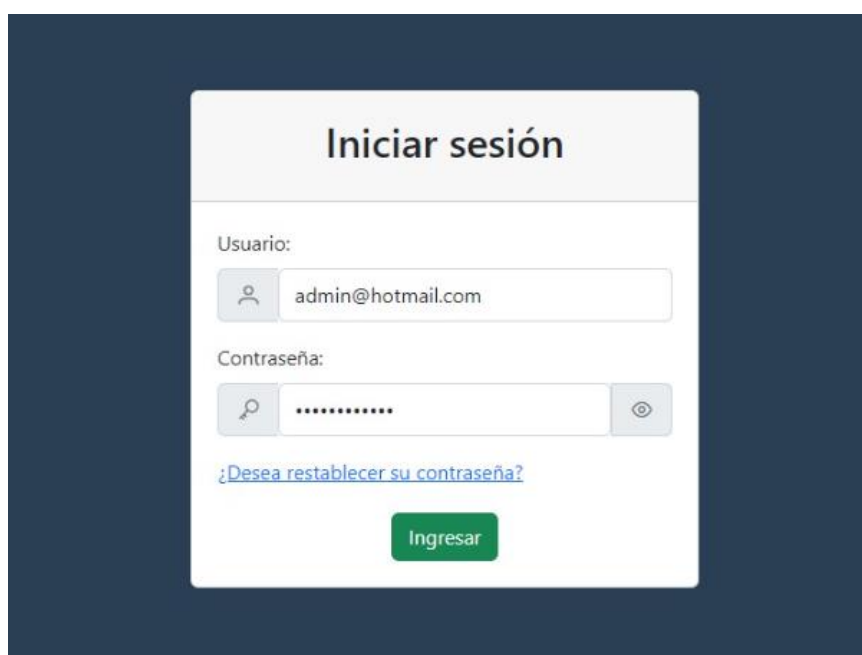 Iniciar sesión
Usuario:
admin@hotmail.com
Contraseña:
••••••••••••
¿Desea restablecer su contraseña?
Ingresar